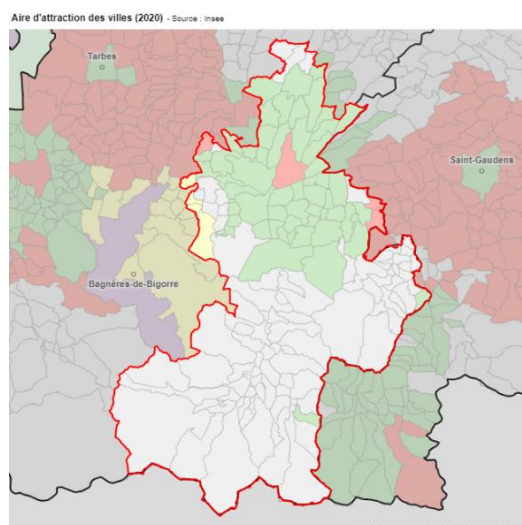 Aire d'attraction des villes (2020) - Source : Insee
Tarbes
Saint-Gaudens
Bagnères-de-Bigorre